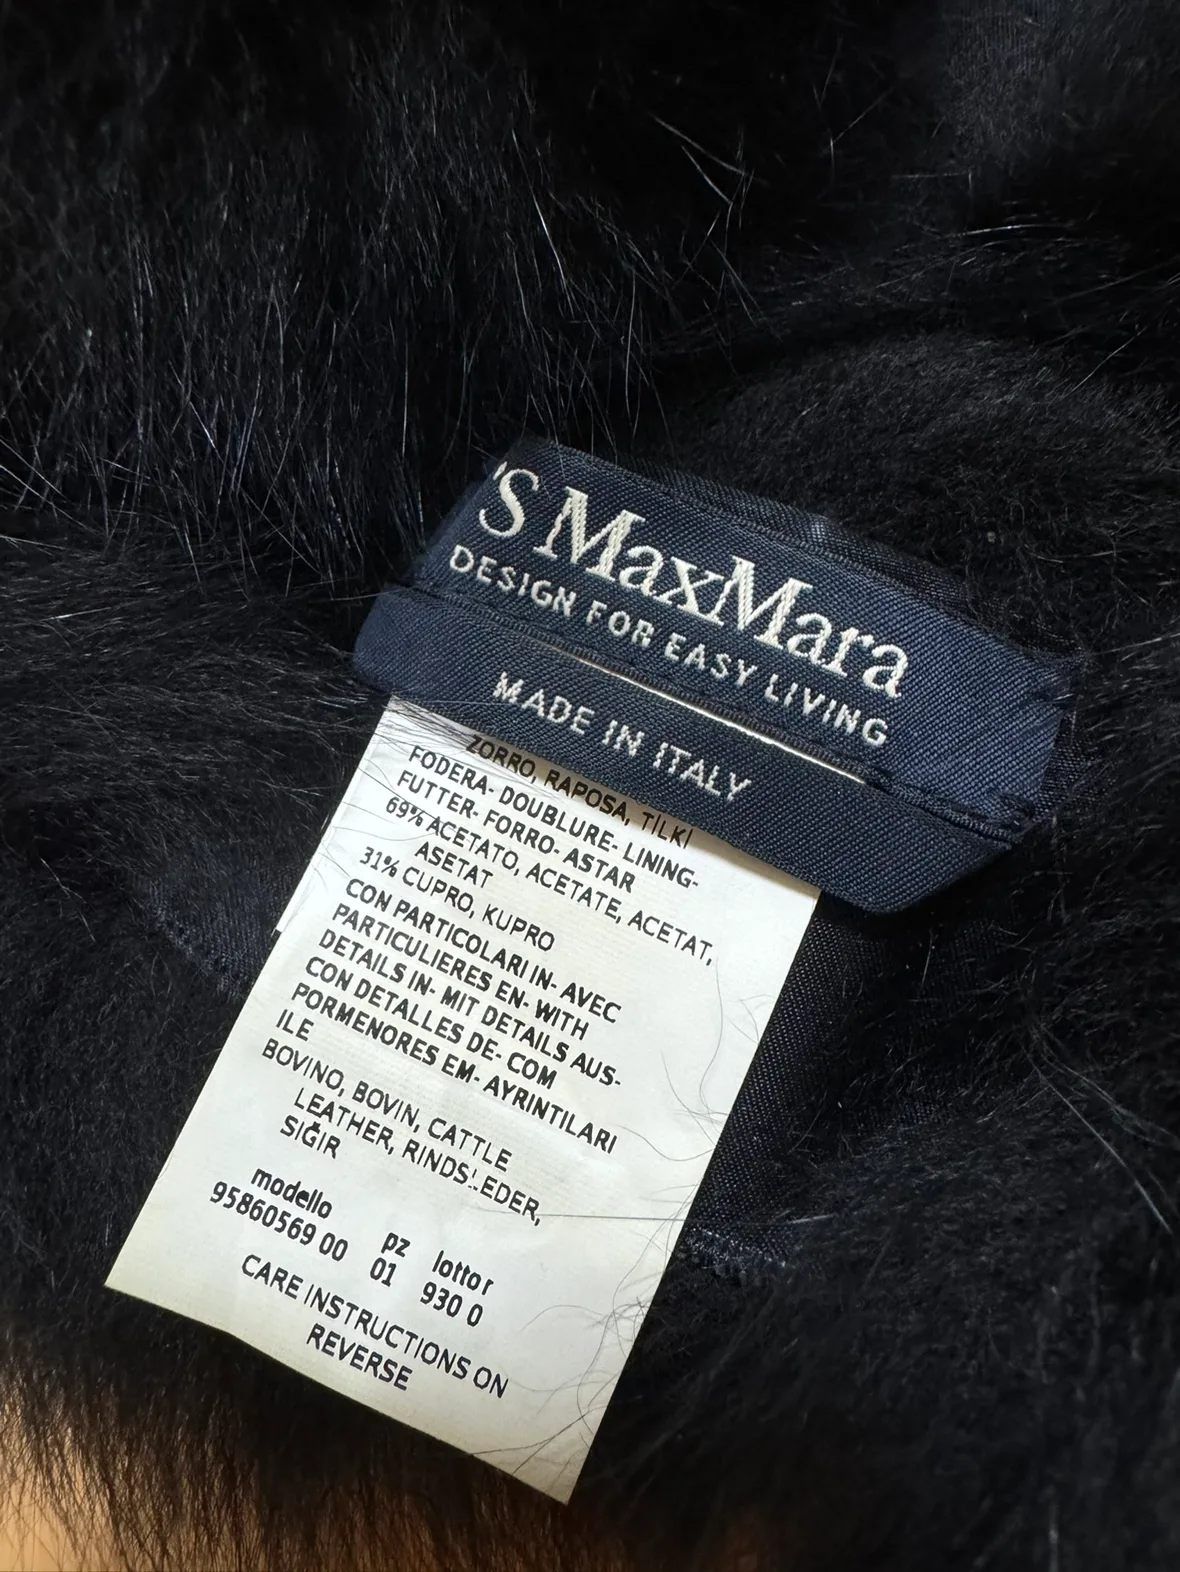 'S MaxMara
DESIGN FOR EASY LIVING
MADE IN ITALY
ZORRO, RAPOSA, TİLKİ
FODERA- DOUBLURE- LINING-
FUTTER- FORRO- ASTAR
69% ACETATO, ACETATE, ACETAT,
ASETAT
31% CUPRO, KUPRO
CON PARTICOLARI IN- AVEC
PARTICULIERES EN- WITH
DETAILS IN- MIT DETAILS AUS-
CON DETALLES DE- COM
PORMENORES EM- AYRINTILARI
ILE
BOVINO, BOVIN, CATTLE
LEATHER, RINDSLEDER,
SIĞIR
modello pz lotto r
95860569 00 01 930 0
CARE INSTRUCTIONS ON
REVERSE